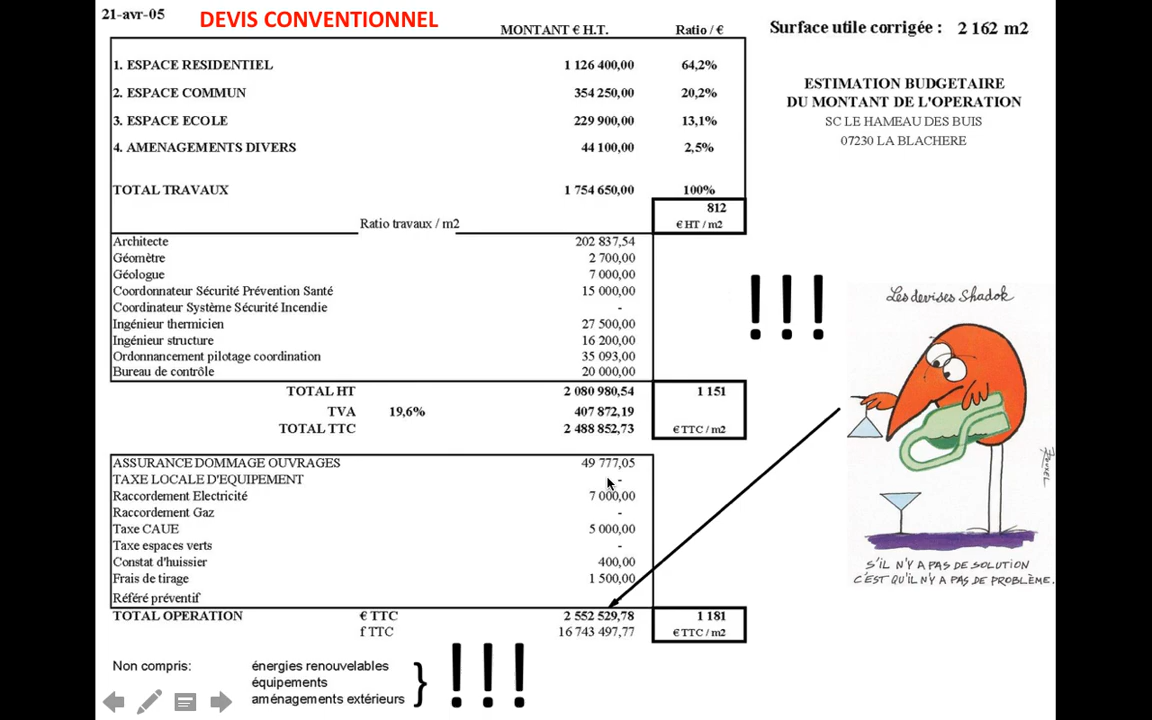 21-avr-05 DEVIS CONVENTIONNEL
MONTANT € H.T. Ratio / €
Surface utile corrigée : 2 162 m2
1. ESPACE RESIDENTIEL 1 126 400,00 64,2%
2. ESPACE COMMUN 354 250,00 20,2%
3. ESPACE ECOLE 229 900,00 13,1%
4. AMENAGEMENTS DIVERS 44 100,00 2,5%
TOTAL TRAVAUX 1 754 650,00 100%
812
Ratio travaux / m2 € HT / m2
ESTIMATION BUDGETAIRE
DU MONTANT DE L'OPERATION
SC LE HAMEAU DES BUIS
07230 LA BLACHERE
Architecte 202 837,54
Géomètre 2 700,00
Géologue 7 000,00
Coordonnateur Sécurité Prévention Santé 15 000,00
Coordinateur Système Sécurité Incendie -
Ingénieur thermicien 27 500,00
Ingénieur structure 16 200,00
Ordonnancement pilotage coordination 35 093,00
Bureau de contrôle 20 000,00
TOTAL HT 2 080 980,54 1 151
TVA 19,6% 407 872,19
TOTAL TTC 2 488 852,73 € TTC / m2
!!!
Les devises Shadok
ASSURANCE DOMMAGE OUVRAGES 49 777,05
TAXE LOCALE D'EQUIPEMENT -
Raccordement Electricité 7 000,00
Raccordement Gaz -
Taxe CAUE 5 000,00
Taxe espaces verts -
Constat d'huissier 400,00
Frais de tirage 1 500,00
Référé préventif
TOTAL OPERATION € TTC 2 552 529,78 1 181
f TTC 16 743 497,77 € TTC / m2
S'IL N'Y A PAS DE SOLUTION
C'EST QU'IL N'Y A PAS DE PROBLÈME.
Non compris: énergies renouvelables
équipements
aménagements extérieurs
!!!